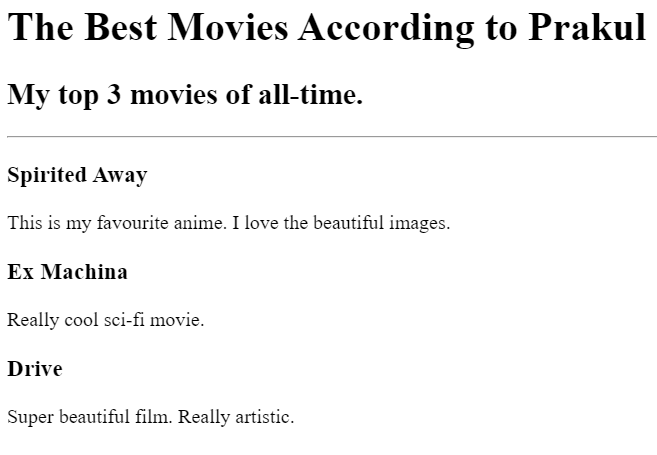 The Best Movies According to Prakul
My top 3 movies of all-time.
Spirited Away
This is my favourite anime. I love the beautiful images.
Ex Machina
Really cool sci-fi movie.
Drive
Super beautiful film. Really artistic.